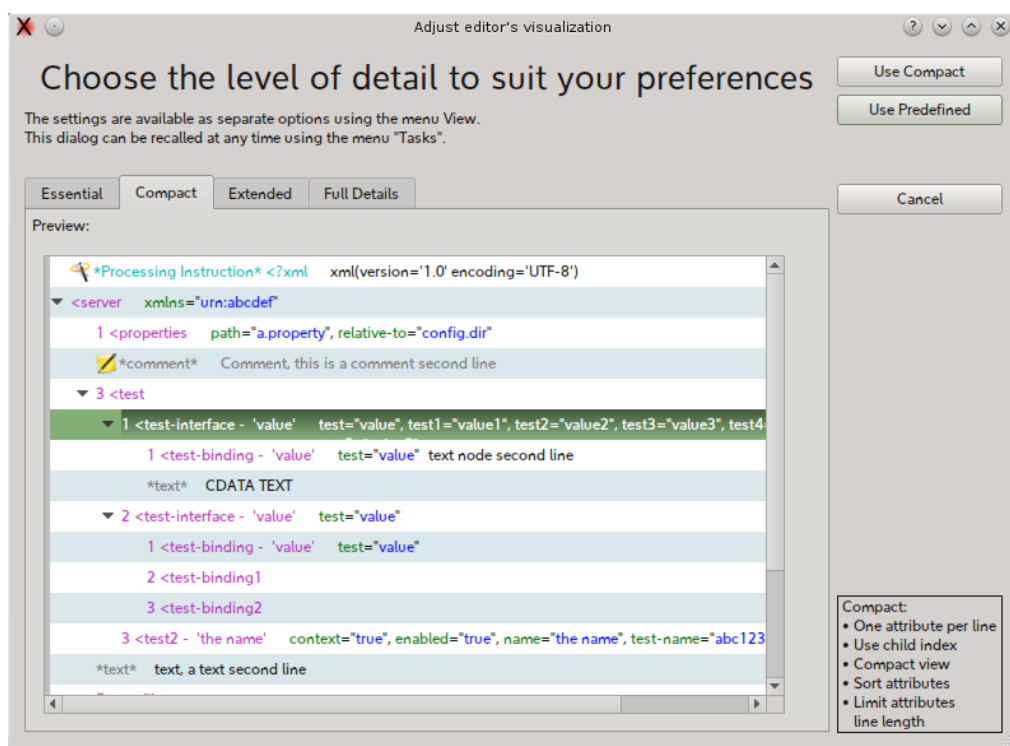 Adjust editor's visualization
Choose the level of detail to suit your preferences
Use Compact
Use Predefined
The settings are available as separate options using the menu View.
This dialog can be recalled at any time using the menu "Tasks".
Essential Compact Extended Full Details
Cancel
Preview:
*Processing Instruction* <?xml xml(version='1.0' encoding='UTF-8')
<server xmlns="urn:abcdef"
1 <properties path="a.property", relative-to="config.dir"
*comment* Comment, this is a comment second line
3 <test
1 <test-interface - 'value' test="value", test1="value1", test2="value2", test3="value3", test4=
1 <test-binding - 'value' test="value" text node second line
*text* CDATA TEXT
2 <test-interface - 'value' test="value"
1 <test-binding - 'value' test="value"
2 <test-binding1
3 <test-binding2
3 <test2 - 'the name' context="true", enabled="true", name="the name", test-name="abc123
*text* text, a text second line
Compact:
• One attribute per line
• Use child index
• Compact view
• Sort attributes
• Limit attributes
line length